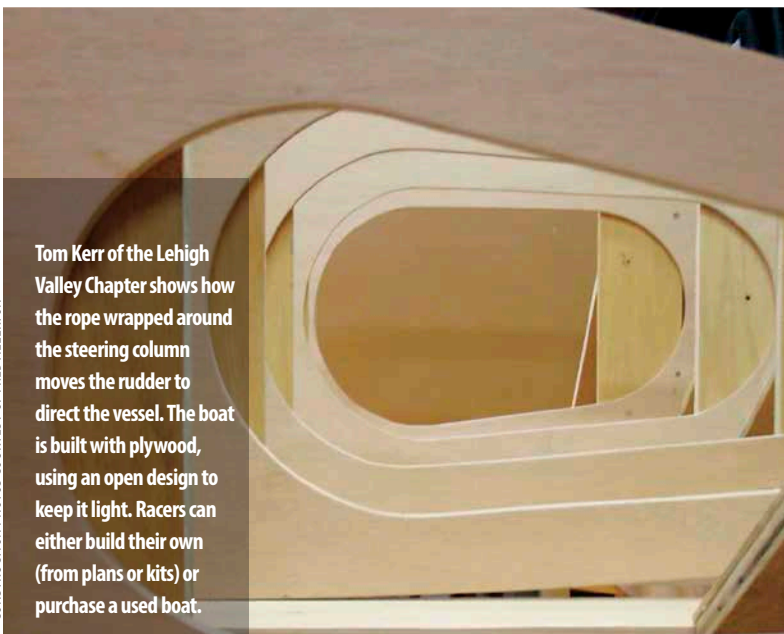 Tom Kerr of the Lehigh
Valley Chapter shows how
the rope wrapped around
the steering column
moves the rudder to
direct the vessel. The boat
is built with plywood,
using an open design to
keep it light. Racers can
either build their own
(from plans or kits) or
purchase a used boat.